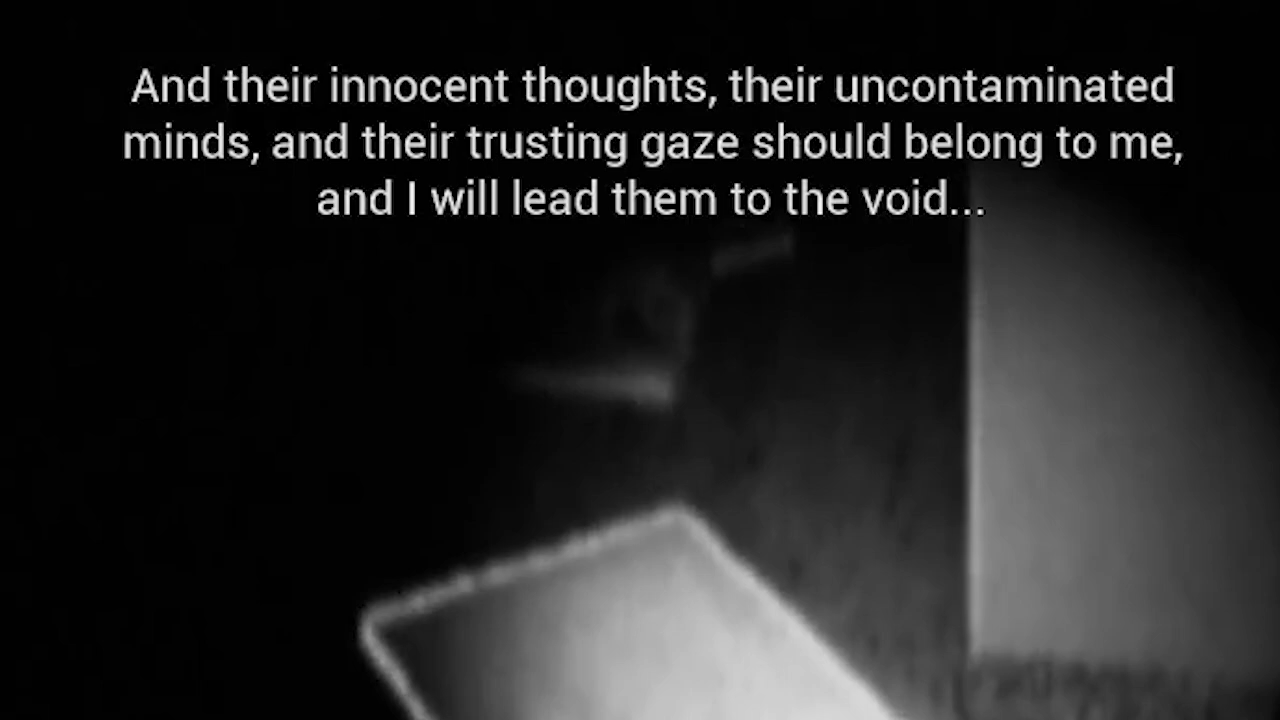 And their innocent thoughts, their uncontaminated
minds, and their trusting gaze should belong to me,
and I will lead them to the void...